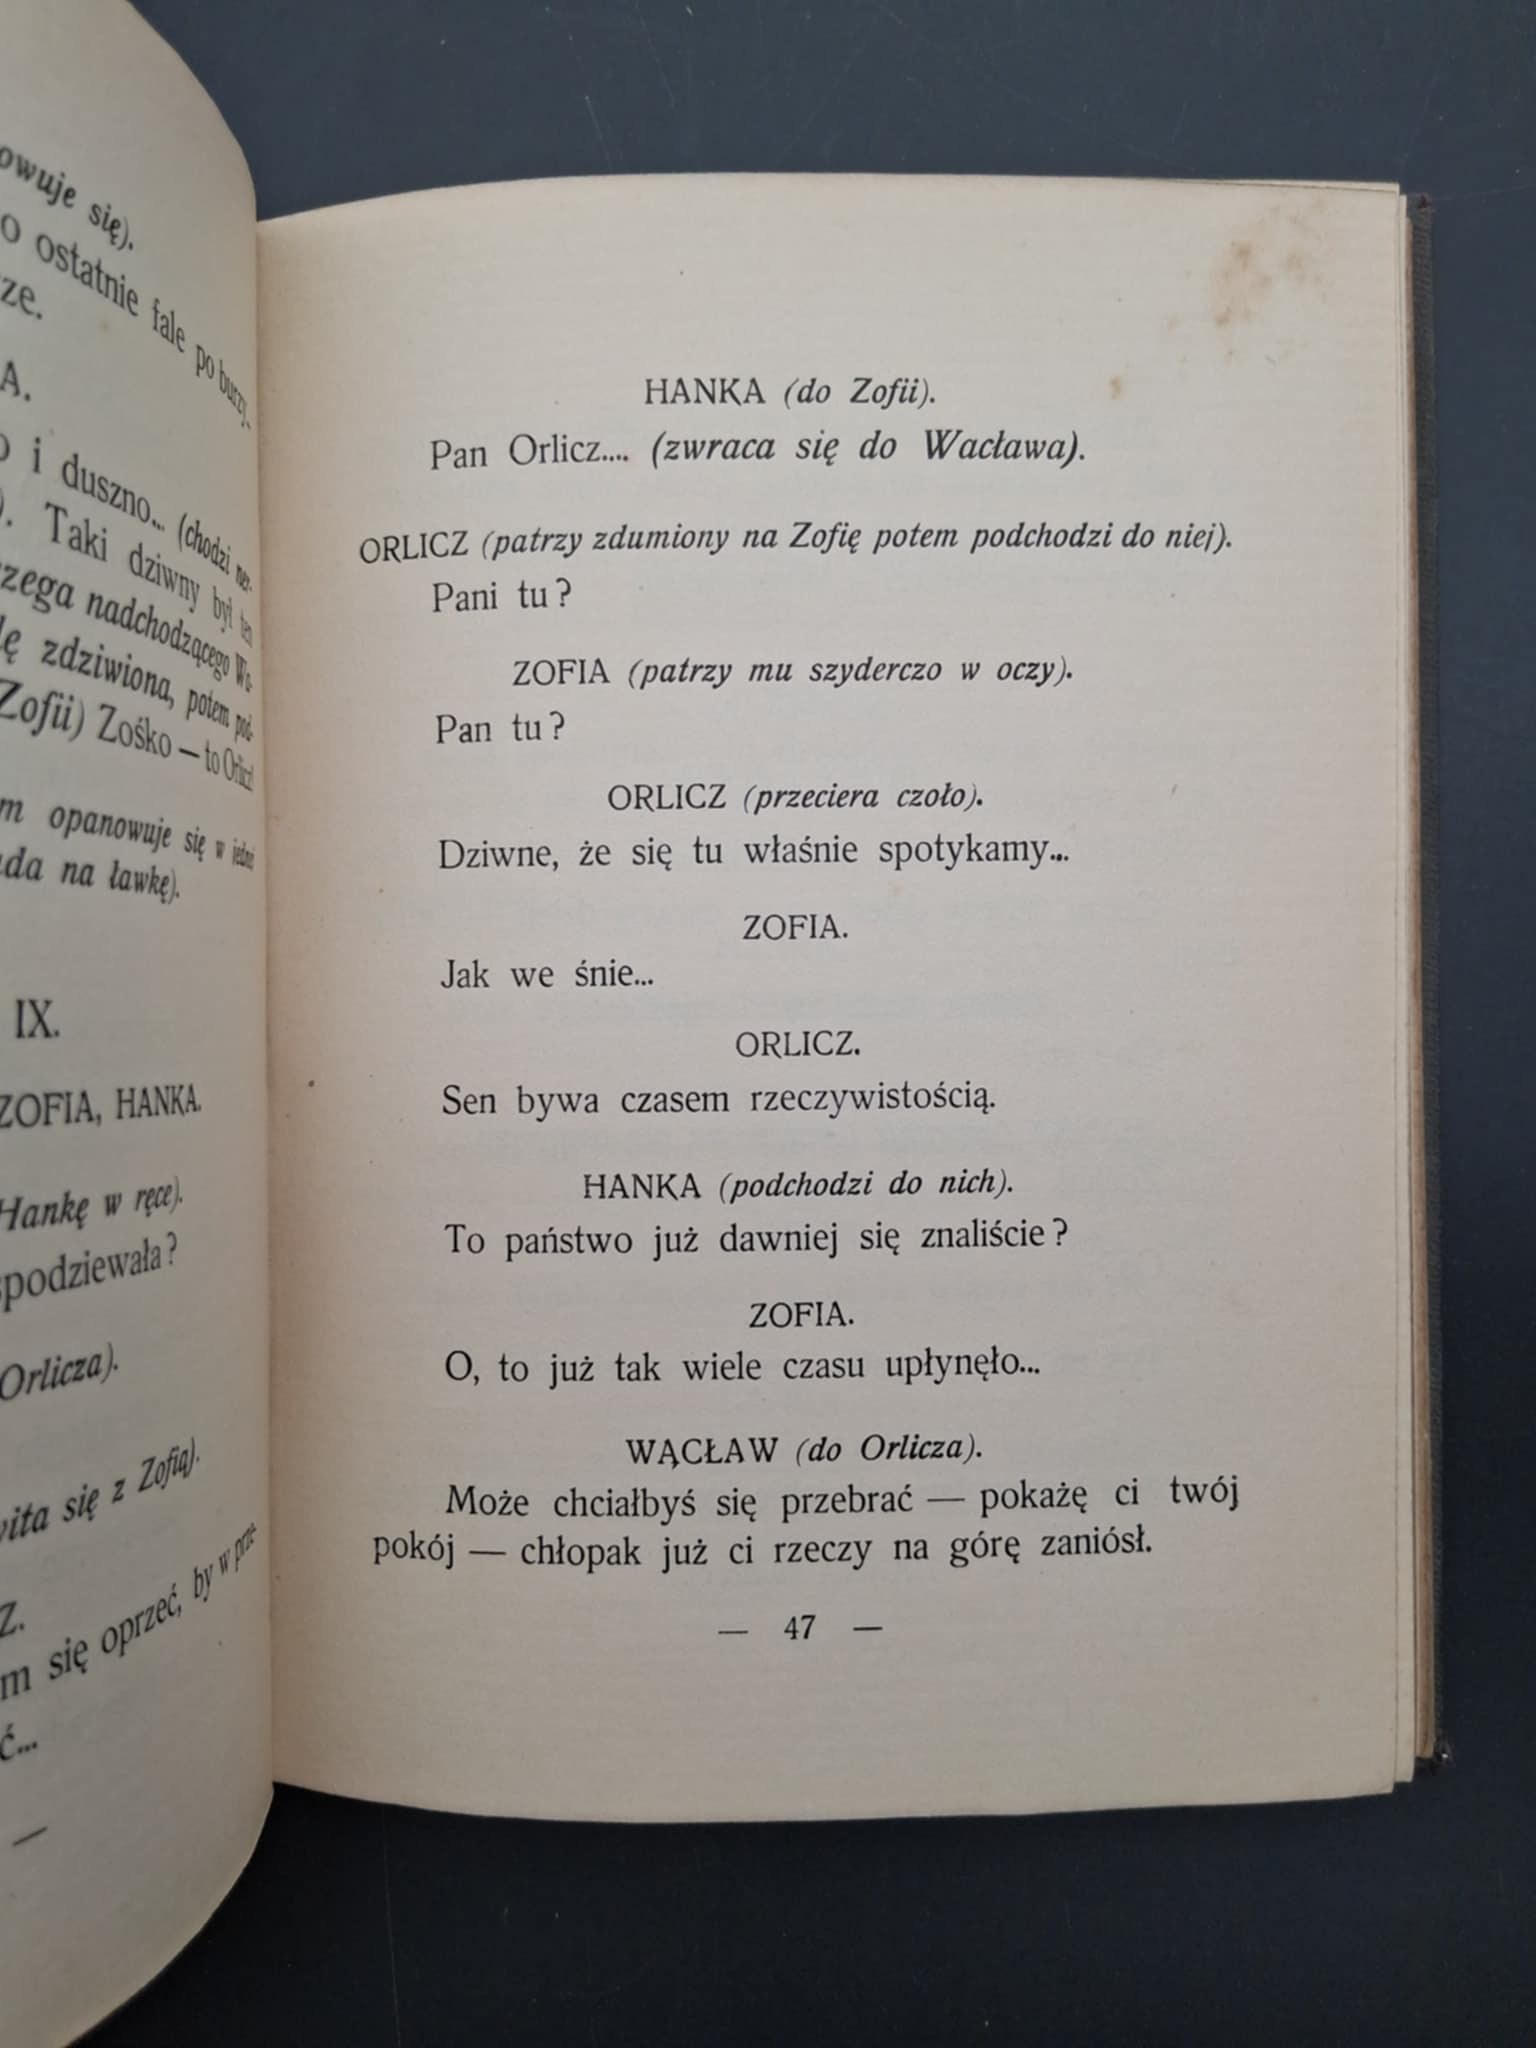 się).
o ostatnie fale po burzy-
ze.
A.
i duszno... (chodzi ner-
). Taki dziwny był ten
nadchodzącego Wa-
zdziwiona, potem pod-
Zofii) Zośko — to Orlicz!
opanowuje się w jednej
na ławkę).
IX.
ZOFIA, HANKA.
Hankę w ręce).
spodziewała?
Orlicza).
się z Zofią).
Z.
się oprzeć, by w prze-
ć...
—
HANKA (do Zofii).
Pan Orlicz.... (zwraca się do Wacława).
ORLICZ (patrzy zdumiony na Zofię potem podchodzi do niej).
Pani tu?
ZOFIA (patrzy mu szyderczo w oczy).
Pan tu?
ORLICZ (przeciera czoło).
Dziwne, że się tu właśnie spotykamy...
ZOFIA.
Jak we śnie...
ORLICZ.
Sen bywa czasem rzeczywistością.
HANKA (podchodzi do nich).
To państwo już dawniej się znaliście?
ZOFIA.
O, to już tak wiele czasu upłynęło...
WĄCŁAW (do Orlicza).
Może chciałbyś się przebrać — pokażę ci twój
pokój — chłopak już ci rzeczy na górę zaniósł.
— 47 —